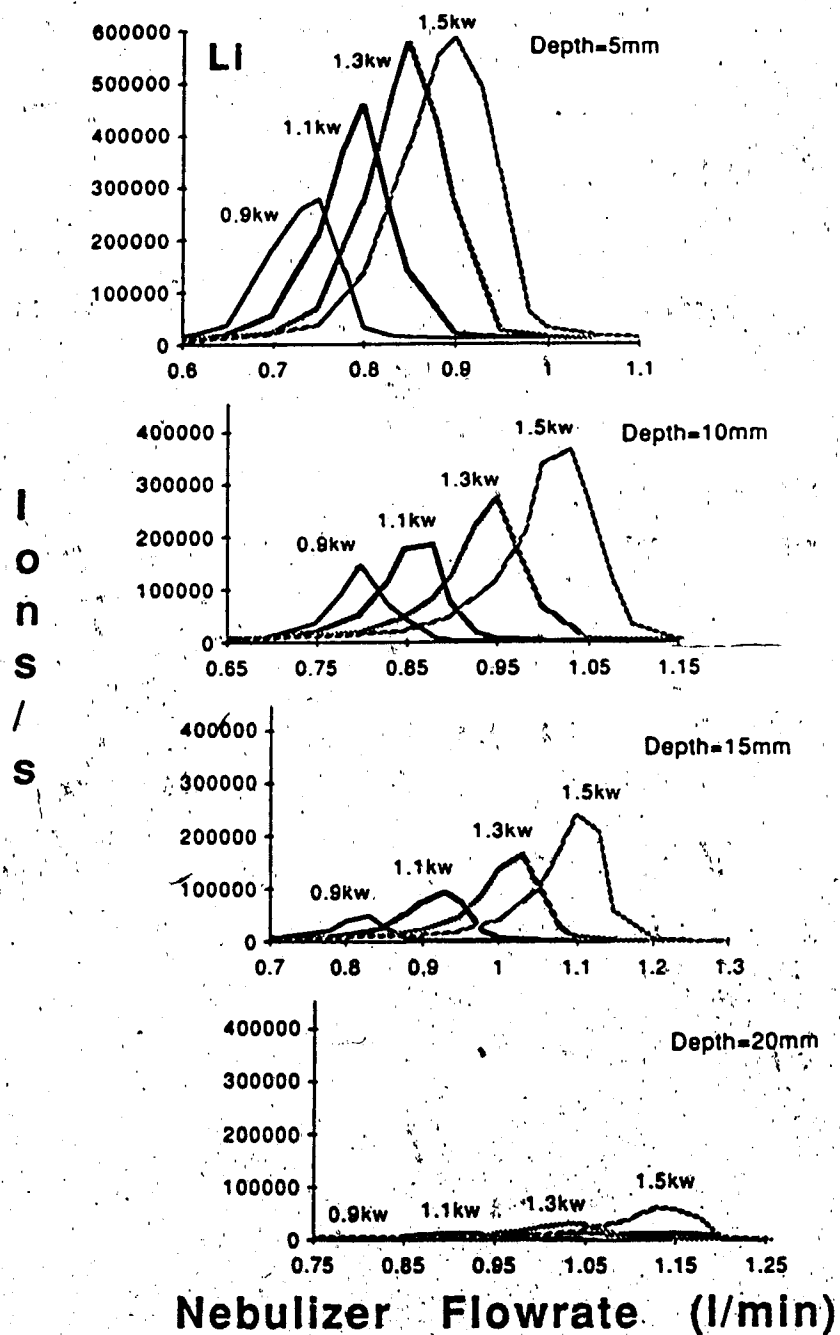 Li
Depth=5mm
600000
500000
400000
300000
200000
100000
0
0.9kw
1.1kw
1.3kw
1.5kw
0.6 0.7 0.8 0.9 1 1.1
Depth=10mm
400000
300000
200000
100000
0
0.9kw
1.1kw
1.3kw
1.5kw
0.65 0.75 0.85 0.95 1.05 1.15
Ions/s
Depth=15mm
400000
300000
200000
100000
0
0.9kw
1.1kw
1.3kw
1.5kw
0.7 0.8 0.9 1 1.1 1.2 1.3
Depth=20mm
400000
300000
200000
100000
0
0.9kw
1.1kw
1.3kw
1.5kw
0.75 0.85 0.95 1.05 1.15 1.25
Nebulizer Flowrate (l/min)